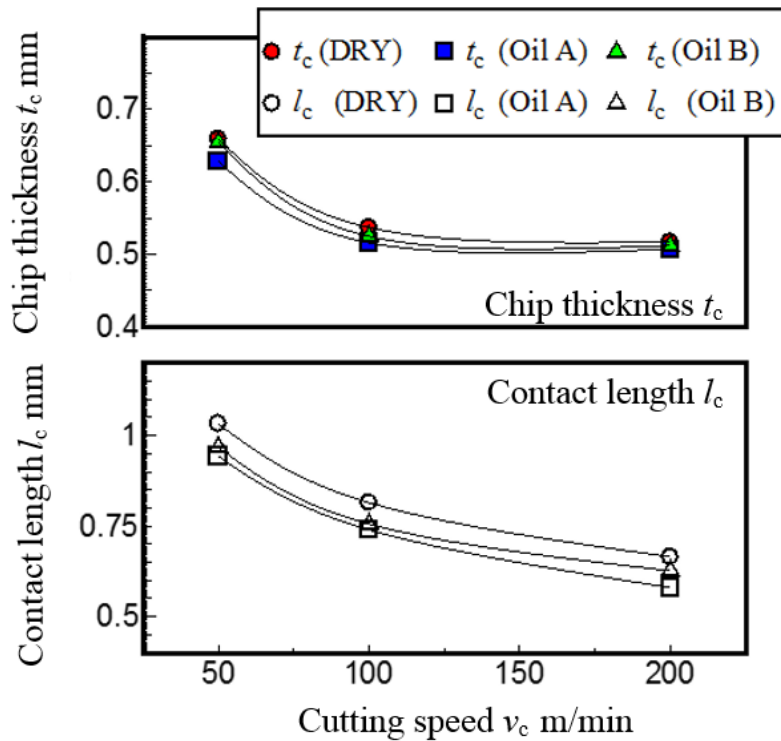 tc (DRY) tc (Oil A) tc (Oil B)
lc (DRY) lc (Oil A) lc (Oil B)
Chip thickness tc mm
0.7
0.6
0.5
0.4
Chip thickness tc
Contact length lc mm
1
0.75
0.5
Contact length lc
50 100 150 200
Cutting speed vc m/min